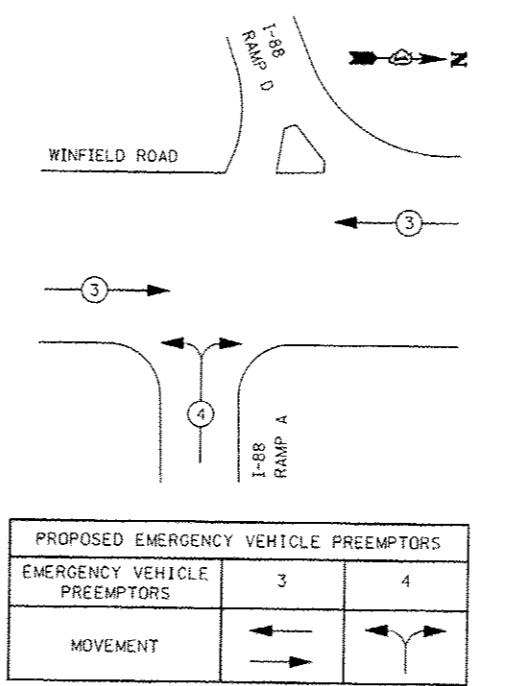 I-88
RAMP D
N
WINFIELD ROAD
3
3
4
I-88
RAMP A
PROPOSED EMERGENCY VEHICLE PREEMPTORS
EMERGENCY VEHICLE
PREEMPTORS
3
4
MOVEMENT